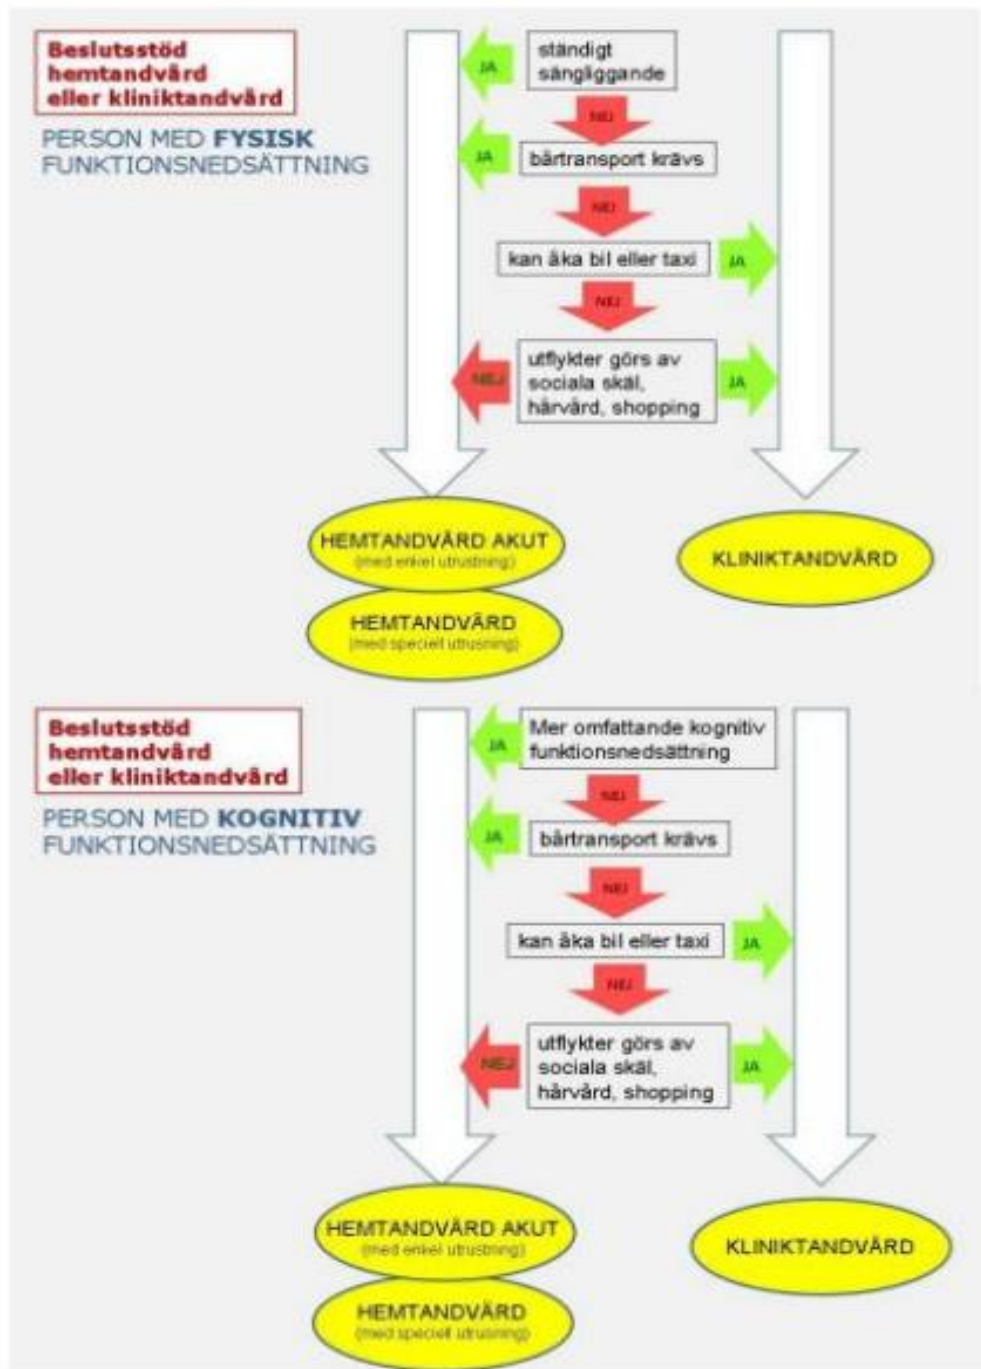 Beslutsstöd
hemtandvård
eller kliniktandvård
PERSON MED FYSISK
FUNKTIONSNEDSÄTTNING
ständigt
sängliggande
JA
NEJ
bårtransport krävs
JA
NEJ
kan åka bil eller taxi
JA
NEJ
utflykter görs av
sociala skäl,
hårvård, shopping
NEJ
JA
HEMTANDVÅRD AKUT
(med enkel utrustning)
HEMTANDVÅRD
(med speciell utrusning)
KLINIKTANDVÅRD
Beslutsstöd
hemtandvård
eller kliniktandvård
PERSON MED KOGNITIV
FUNKTIONSNEDSÄTTNING
Mer omfattande kognitiv
funktionsnedsättning
JA
NEJ
bårtransport krävs
JA
NEJ
kan åka bil eller taxi
JA
NEJ
utflykter görs av
sociala skäl,
hårvård, shopping
NEJ
JA
HEMTANDVÅRD AKUT
(med enkel utrustning)
HEMTANDVÅRD
(med speciell utrusning)
KLINIKTANDVÅRD